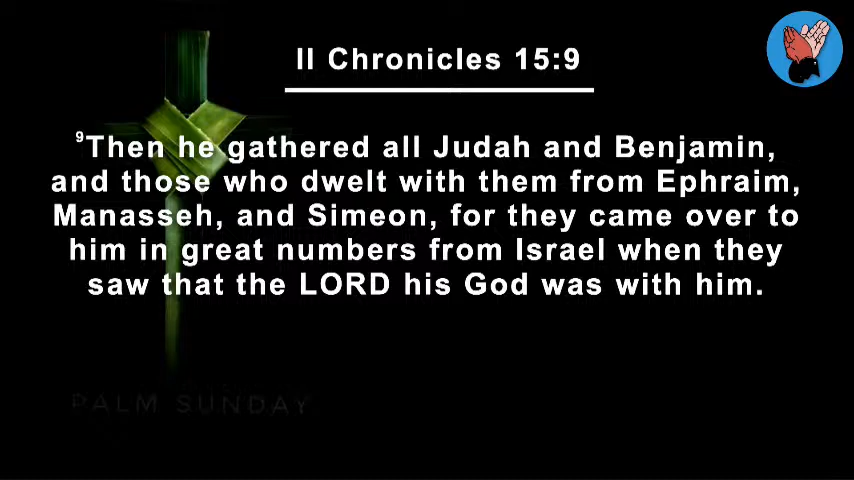 II Chronicles 15:9
9Then he gathered all Judah and Benjamin,
and those who dwelt with them from Ephraim,
Manasseh, and Simeon, for they came over to
him in great numbers from Israel when they
saw that the LORD his God was with him.
PALM SUNDAY